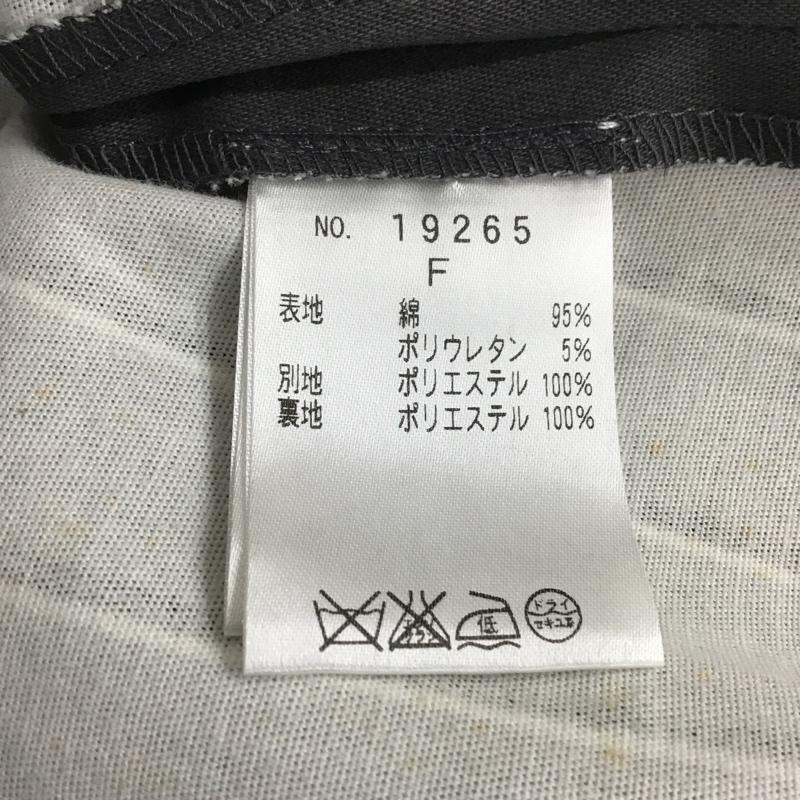 NO. 19265
F
表地 綿 95%
ポリウレタン 5%
別地 ポリエステル 100%
裏地 ポリエステル 100%
低
ドライ
セキユ系